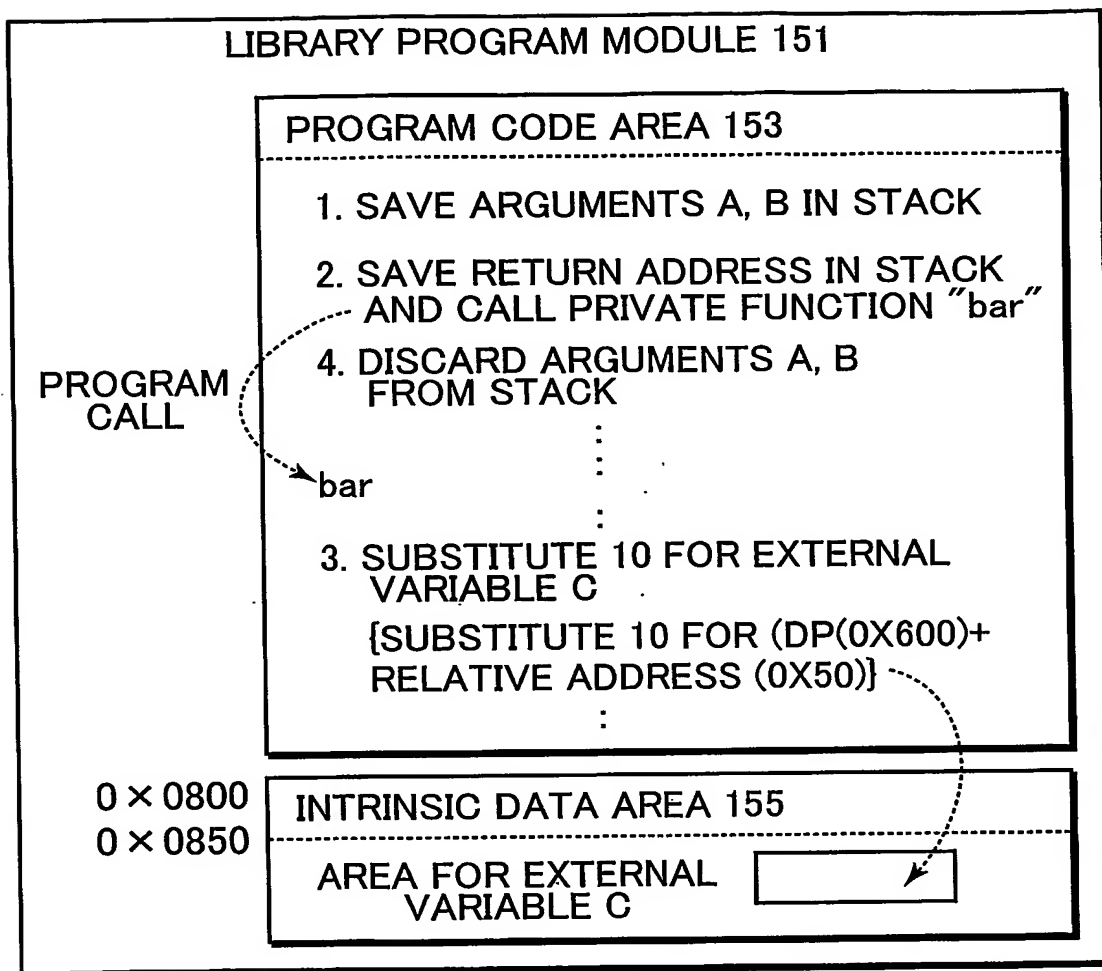 LIBRARY PROGRAM MODULE 151
PROGRAM CODE AREA 153
1. SAVE ARGUMENTS A, B IN STACK
2. SAVE RETURN ADDRESS IN STACK
AND CALL PRIVATE FUNCTION "bar"
PROGRAM
CALL
4. DISCARD ARGUMENTS A, B
FROM STACK
bar
3. SUBSTITUTE 10 FOR EXTERNAL
VARIABLE C
{SUBSTITUTE 10 FOR (DP(0X600)+
RELATIVE ADDRESS (0X50)}
0×0800
INTRINSIC DATA AREA 155
0×0850
AREA FOR EXTERNAL
VARIABLE C